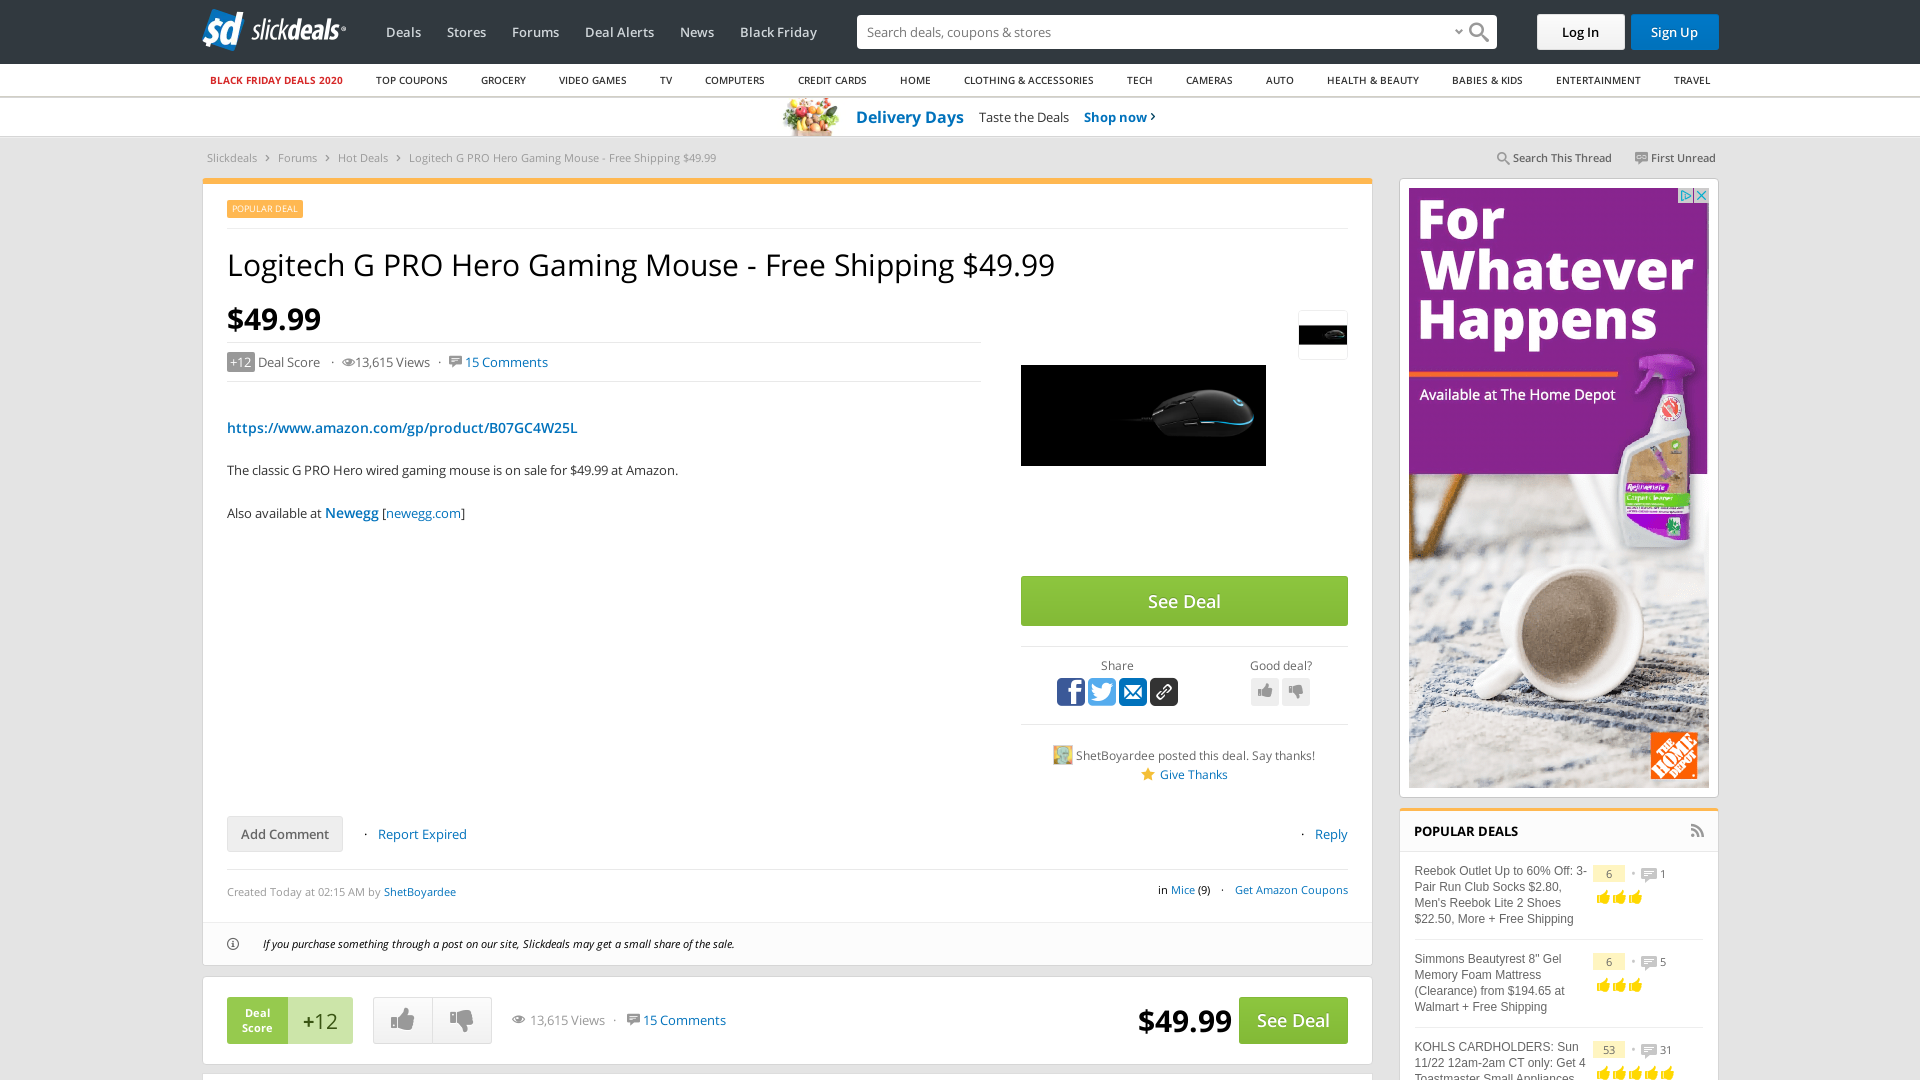 slickdeals
Deals
Stores
Forums
Deal Alerts
News
Black Friday
Search deals, coupons & stores
Log In
Sign Up
BLACK FRIDAY DEALS 2020
TOP COUPONS
GROCERY
VIDEO GAMES
TV
COMPUTERS
CREDIT CARDS
HOME
CLOTHING & ACCESSORIES
TECH
CAMERAS
AUTO
HEALTH & BEAUTY
BABIES & KIDS
ENTERTAINMENT
TRAVEL
Delivery Days Taste the Deals Shop now
Slickdeals > Forums > Hot Deals > Logitech G PRO Hero Gaming Mouse - Free Shipping $49.99
Search This Thread
First Unread
POPULAR DEAL
Logitech G PRO Hero Gaming Mouse - Free Shipping $49.99
$49.99
+12 Deal Score · 13,615 Views · 15 Comments
https://www.amazon.com/gp/product/B07GC4W25L
The classic G PRO Hero wired gaming mouse is on sale for $49.99 at Amazon.
Also available at Newegg [newegg.com]
See Deal
Share
Good deal?
ShetBoyardee posted this deal. Say thanks!
Give Thanks
Add Comment
· Report Expired
· Reply
Created Today at 02:15 AM by ShetBoyardee
in Mice (9) · Get Amazon Coupons
If you purchase something through a post on our site, Slickdeals may get a small share of the sale.
Deal
Score
+12
13,615 Views · 15 Comments
$49.99
See Deal
For
Whatever
Happens
Available at The Home Depot
Rejuvenate
Carpet Cleaner
THE
HOME
DEPOT
POPULAR DEALS
Reebok Outlet Up to 60% Off: 3-
Pair Run Club Socks $2.80,
Men's Reebok Lite 2 Shoes
$22.50, More + Free Shipping
6 • 1
Simmons Beautyrest 8" Gel
Memory Foam Mattress
(Clearance) from $194.65 at
Walmart + Free Shipping
6 • 5
KOHLS CARDHOLDERS: Sun
11/22 12am-2am CT only: Get 4
Toastmaster Small Appliances
53 • 31